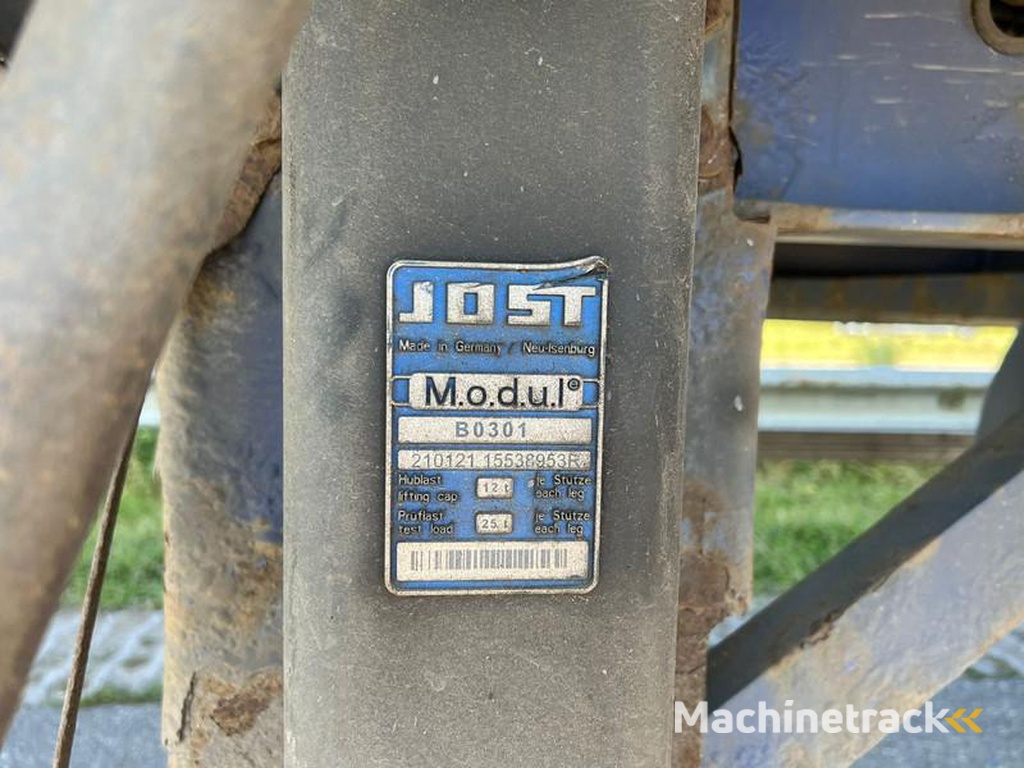 JOST
Made in Germany / Neu-Isenburg
M.o.d.u.l®
B0301
210121 15538953R
Hublast 12 t je Stütze
lifting cap each leg
Prüflast 25 t je Stütze
test load each leg
Machinetrack